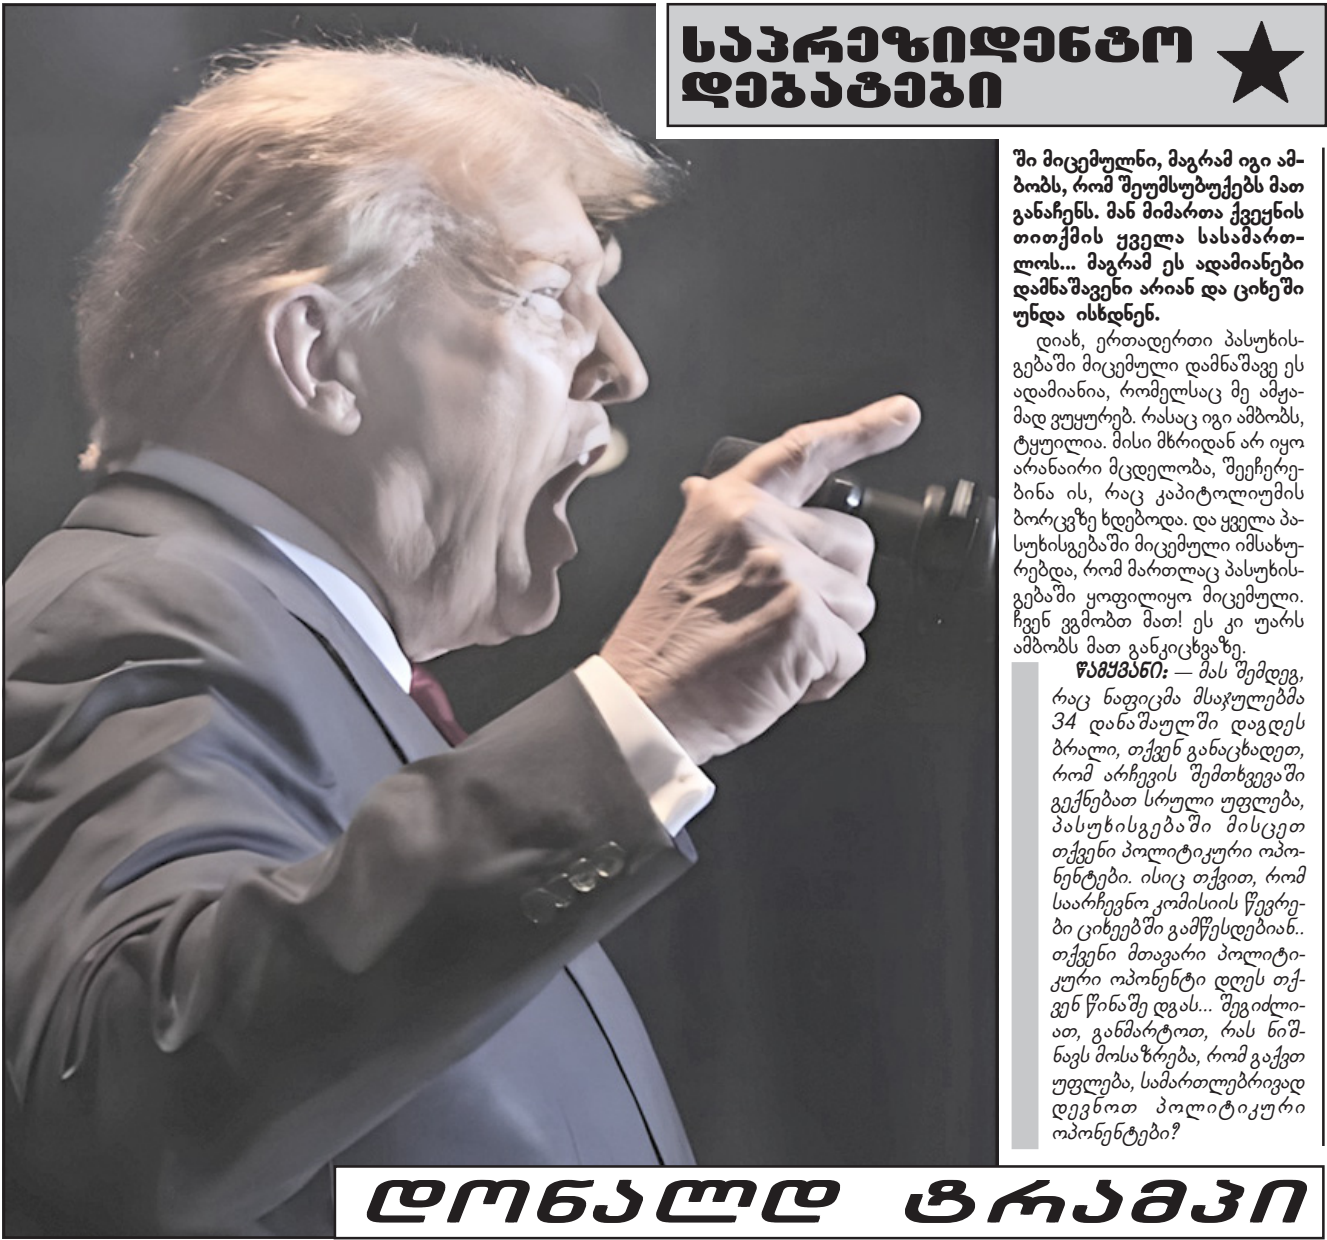 საპრეზიდენტო
დებატები
ში მიცემულნი, მაგრამ იგი ამ-
ბობს, რომ შეუმსუბუქებს მათ
განაჩენს. მან მიმართა ქვეყნის
თითქმის ყველა სასამართ-
ლოს... მაგრამ ეს ადამიანები
დამნაშავენი არიან და ციხეში
უნდა ისხდნენ.
დიახ, ერთადერთი პასუხის-
გებაში მიცემული დამნაშავე ეს
ადამიანია, რომელსაც მე ამჟა-
მად ვუყურებ. რასაც იგი ამბობს,
ტყუილია. მისი მხრიდან არ იყო
არანაირი მცდელობა, შეეჩერე-
ბინა ის, რაც კაპიტოლიუმის
ბორცვზე ხდებოდა. და ყველა პა-
სუხისგებაში მიცემული იმსახუ-
რებდა, რომ მართლაც პასუხის-
გებაში ყოფილიყო მიცემული.
ჩვენ ვგმობთ მათ! ეს კი უარს
ამბობს მათ განკიცხვაზე.
წამყვანი: — მას შემდეგ,
რაც ნაფიცმა მსაჯულებმა
34 დანაშაულში დაგდეს
ბრალი, თქვენ განაცხადეთ,
რომ არჩევის შემთხვევაში
გექნებათ სრული უფლება,
პასუხისგებაში მისცეთ
თქვენი პოლიტიკური ოპო-
ნენტები. ისიც თქვით, რომ
საარჩევნო კომისიის წევრე-
ბი ციხეებში გამწესდებიან..
თქვენი მთავარი პოლიტი-
კური ოპონენტი დღეს თქ-
ვენ წინაშე დგას... შეგიძლი-
ათ, განმარტოთ, რას ნიშ-
ნავს მოსაზრება, რომ გაქვთ
უფლება, სამართლებრივად
დევნოთ პოლიტიკური
ოპონენტები?
დონალდ ტრამპი